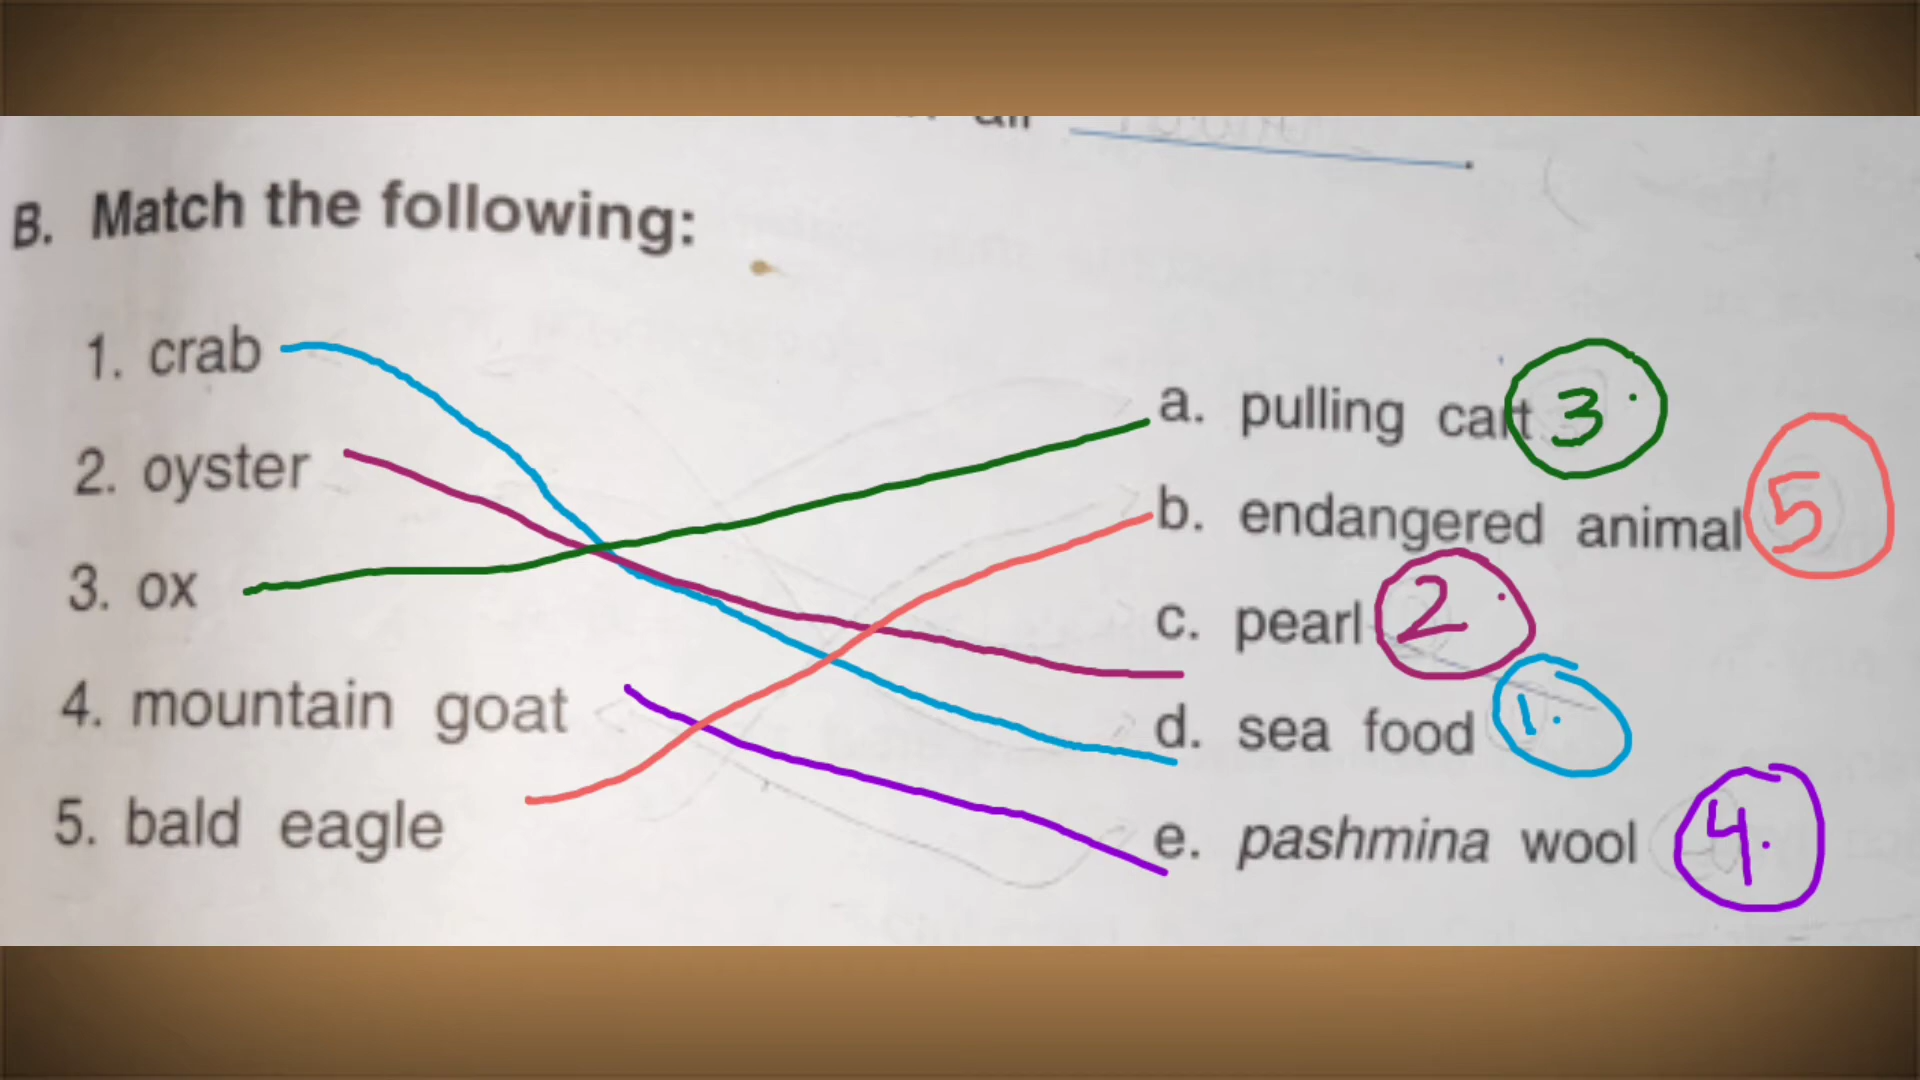 all
B. Match the following:
1. crab
2. oyster
3. ox
4. mountain goat
5. bald eagle
a. pulling cart 3.
b. endangered animal 5
c. pearl 2.
d. sea food 1.
e. pashmina wool 4.